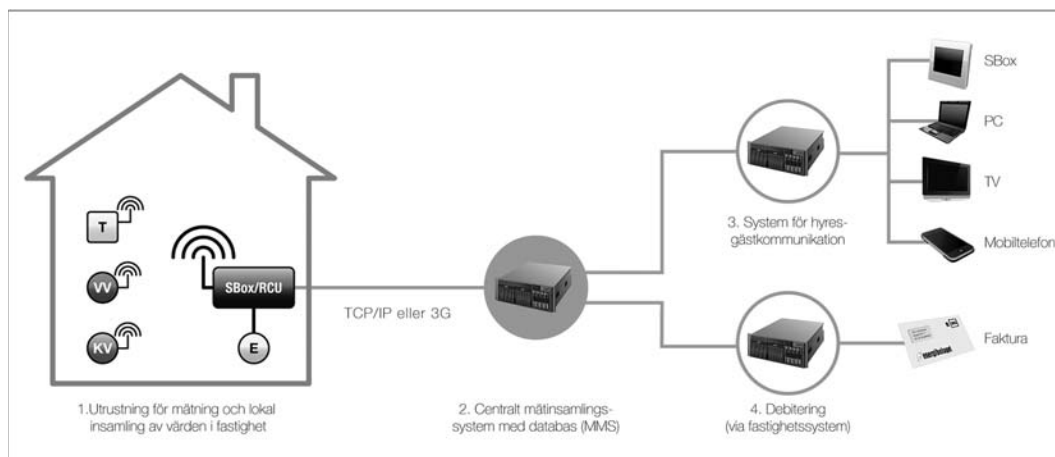 T
VV
KV
SBox/RCU
E
1.Utrustning för mätning och lokal
insamling av värden i fastighet
TCP/IP eller 3G
2. Centralt mätinsamlings-
system med databas (MMS)
3. System för hyres-
gästkommunikation
SBox
PC
TV
Mobiltelefon
4. Debitering
(via fastighetssystem)
Faktura